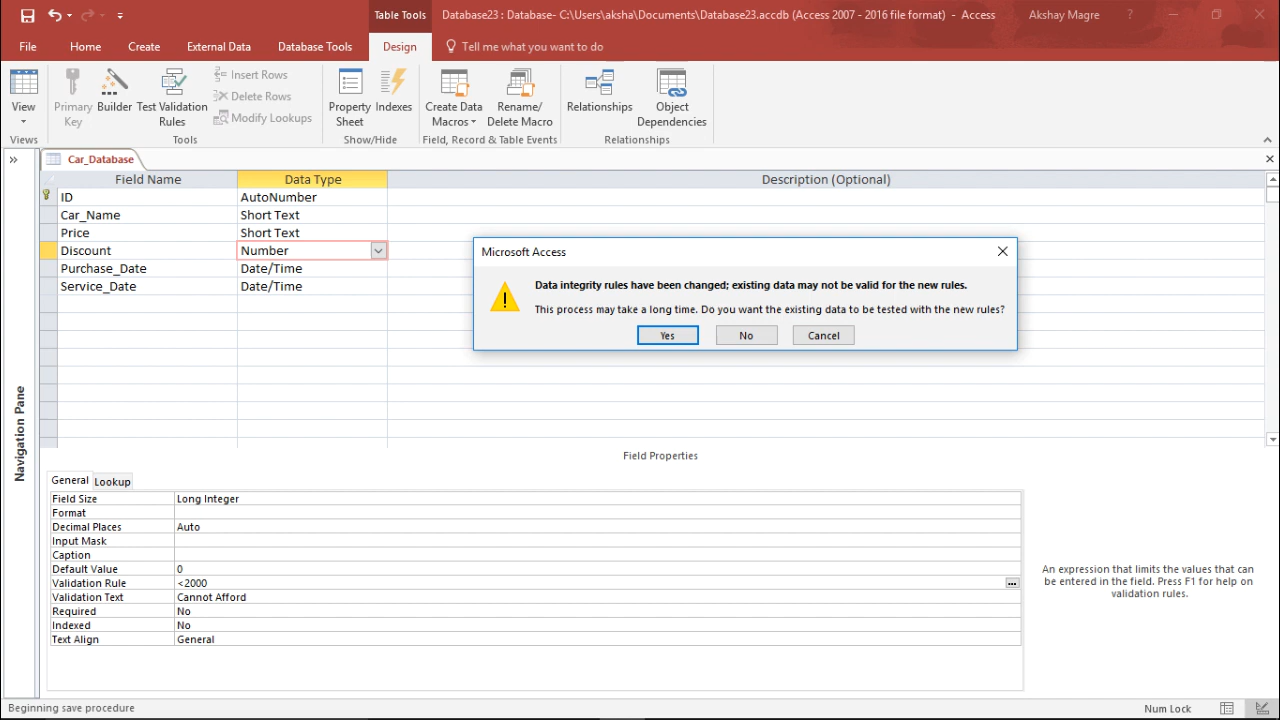 Table Tools
Database23 : Database- C:\Users\aksha\Documents\Database23.accdb (Access 2007 - 2016 file format) - Access
Akshay Magre
?
File
Home
Create
External Data
Database Tools
Design
Tell me what you want to do
View
Primary Key
Builder
Test Validation Rules
Insert Rows
Delete Rows
Modify Lookups
Property Sheet
Indexes
Create Data Macros
Rename/ Delete Macro
Relationships
Object Dependencies
Views
Tools
Show/Hide
Field, Record & Table Events
Relationships
Car_Database
Field Name
Data Type
Description (Optional)
ID
AutoNumber
Car_Name
Short Text
Price
Short Text
Discount
Number
Purchase_Date
Date/Time
Service_Date
Date/Time
Microsoft Access
Data integrity rules have been changed; existing data may not be valid for the new rules.
This process may take a long time. Do you want the existing data to be tested with the new rules?
Yes
No
Cancel
Navigation Pane
Field Properties
General
Lookup
Field Size
Long Integer
Format
Decimal Places
Auto
Input Mask
Caption
Default Value
0
Validation Rule
<2000
...
Validation Text
Cannot Afford
Required
No
Indexed
No
Text Align
General
An expression that limits the values that can
be entered in the field. Press F1 for help on
validation rules.
Beginning save procedure
Num Lock